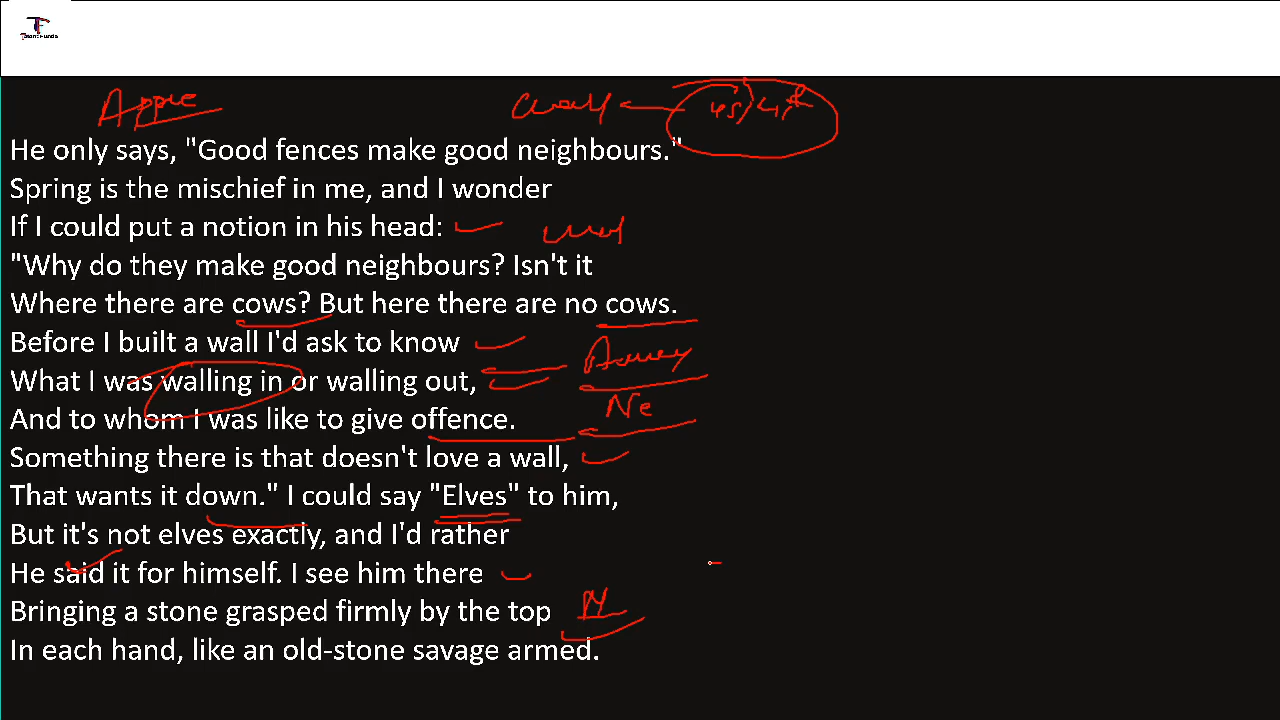 TF
Apple
wall
He only says, "Good fences make good neighbours."
Spring is the mischief in me, and I wonder
If I could put a notion in his head:
"Why do they make good neighbours? Isn't it
Where there are cows? But here there are no cows.
Before I built a wall I'd ask to know
What I was walling in or walling out,
And to whom I was like to give offence.
Ne
Something there is that doesn't love a wall,
That wants it down." I could say "Elves" to him,
But it's not elves exactly, and I'd rather
He said it for himself. I see him there
Bringing a stone grasped firmly by the top
In each hand, like an old-stone savage armed.